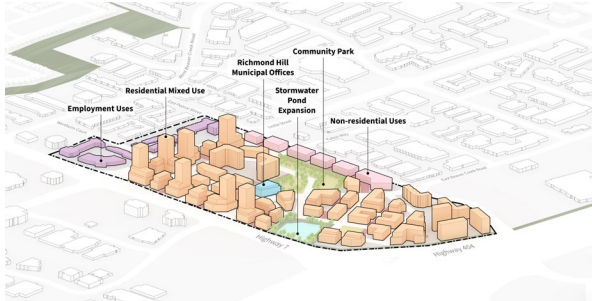 Community Park
Richmond Hill
Municipal Offices
Residential Mixed Use
Stormwater
Pond
Expansion
Employment Uses
Non-residential Uses
Highway 7
Highway 404